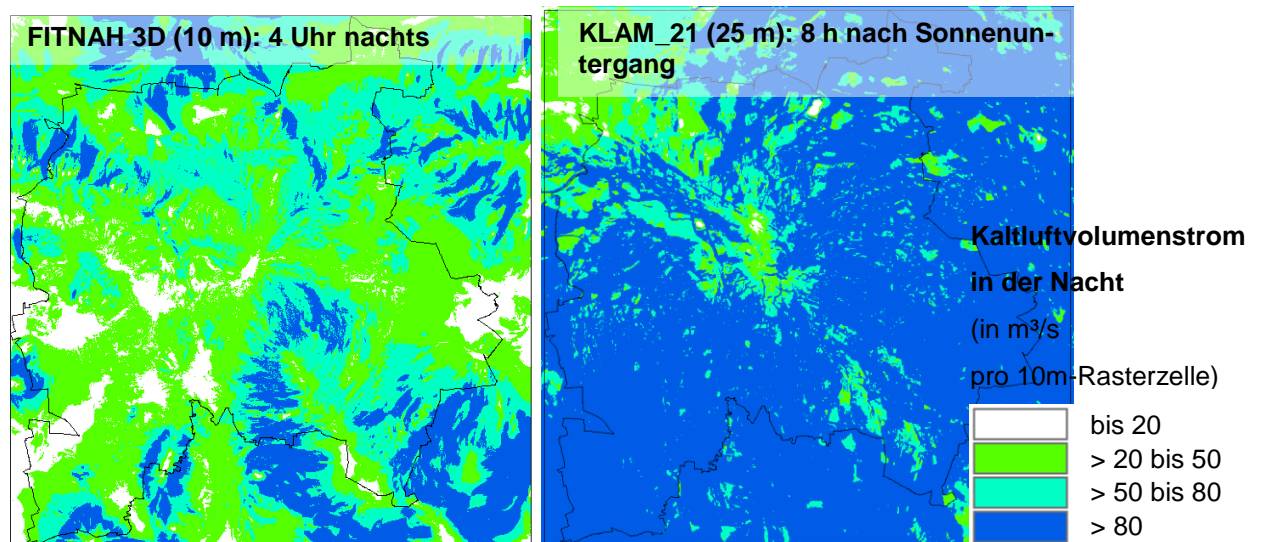 FITNAH 3D (10 m): 4 Uhr nachts
KLAM_21 (25 m): 8 h nach Sonnenun-
tergang
Kaltluftvolumenstrom
in der Nacht
(in m³/s
pro 10m-Rasterzelle)
bis 20
> 20 bis 50
> 50 bis 80
> 80